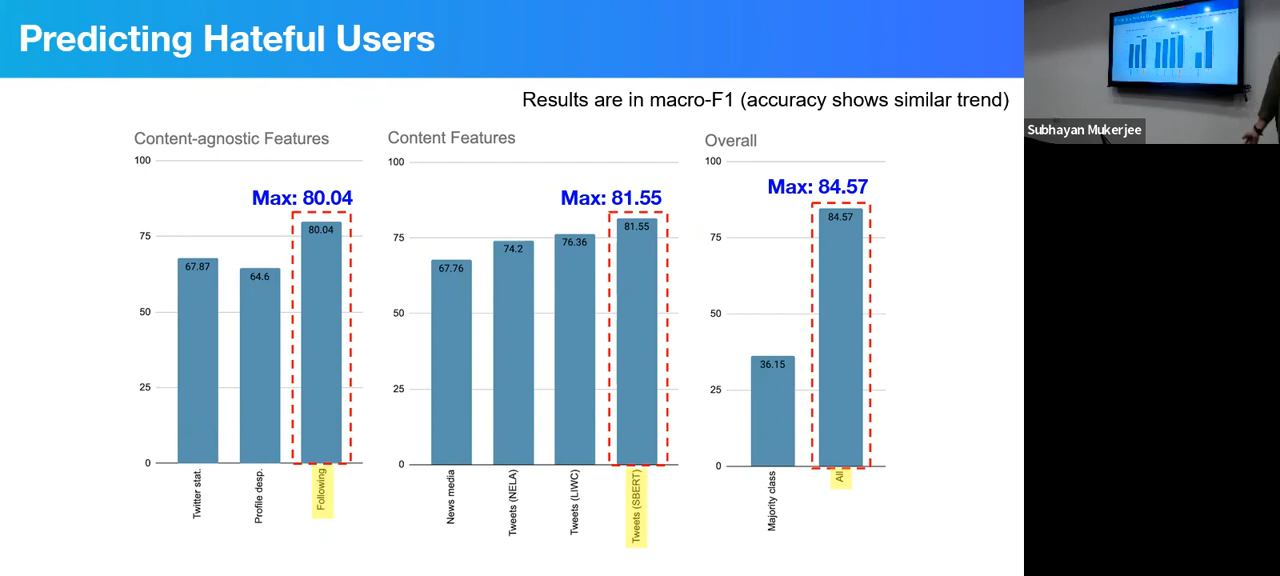 Predicting Hateful Users
Results are in macro-F1 (accuracy shows similar trend)
Content-agnostic Features
100
75
50
25
0
Max: 80.04
67.87
64.6
80.04
Twitter stat.
Profile desp.
Following
Content Features
100
75
50
25
0
Max: 81.55
67.76
74.2
76.36
81.55
News media
Tweets (NELA)
Tweets (LIWC)
Tweets (SBERT)
Overall
100
75
50
25
0
Max: 84.57
36.15
84.57
Majority class
All
Subhayan Mukerjee